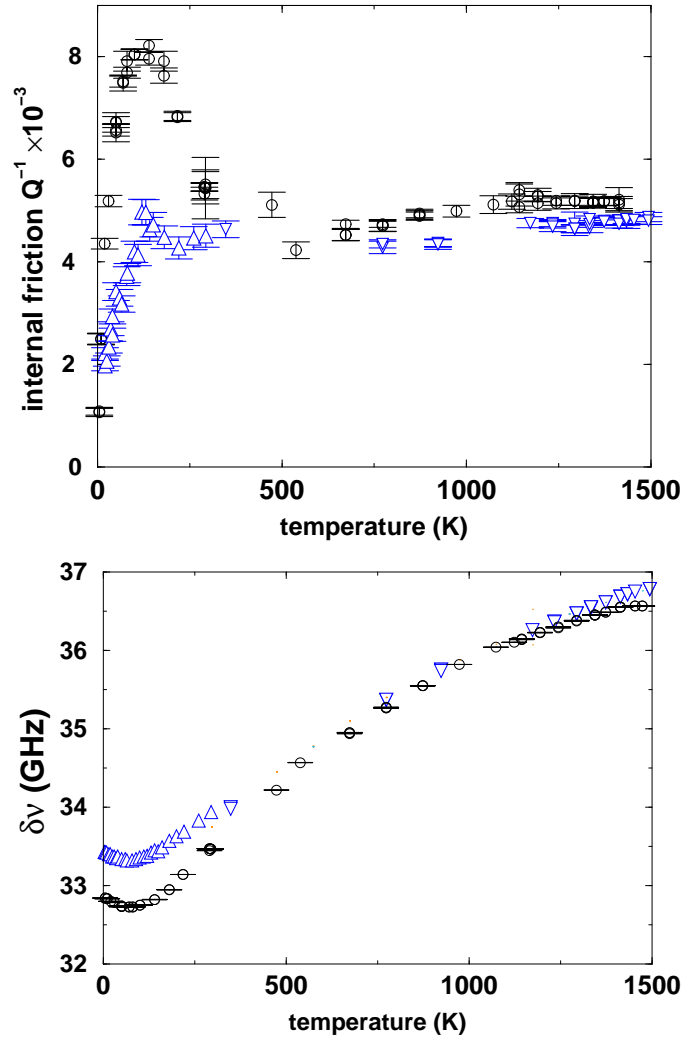 8
6
4
2
0
internal friction Q⁻¹ ×10⁻³
0 500 1000 1500
temperature (K)
37
36
35
34
33
32
δν (GHz)
0 500 1000 1500
temperature (K)